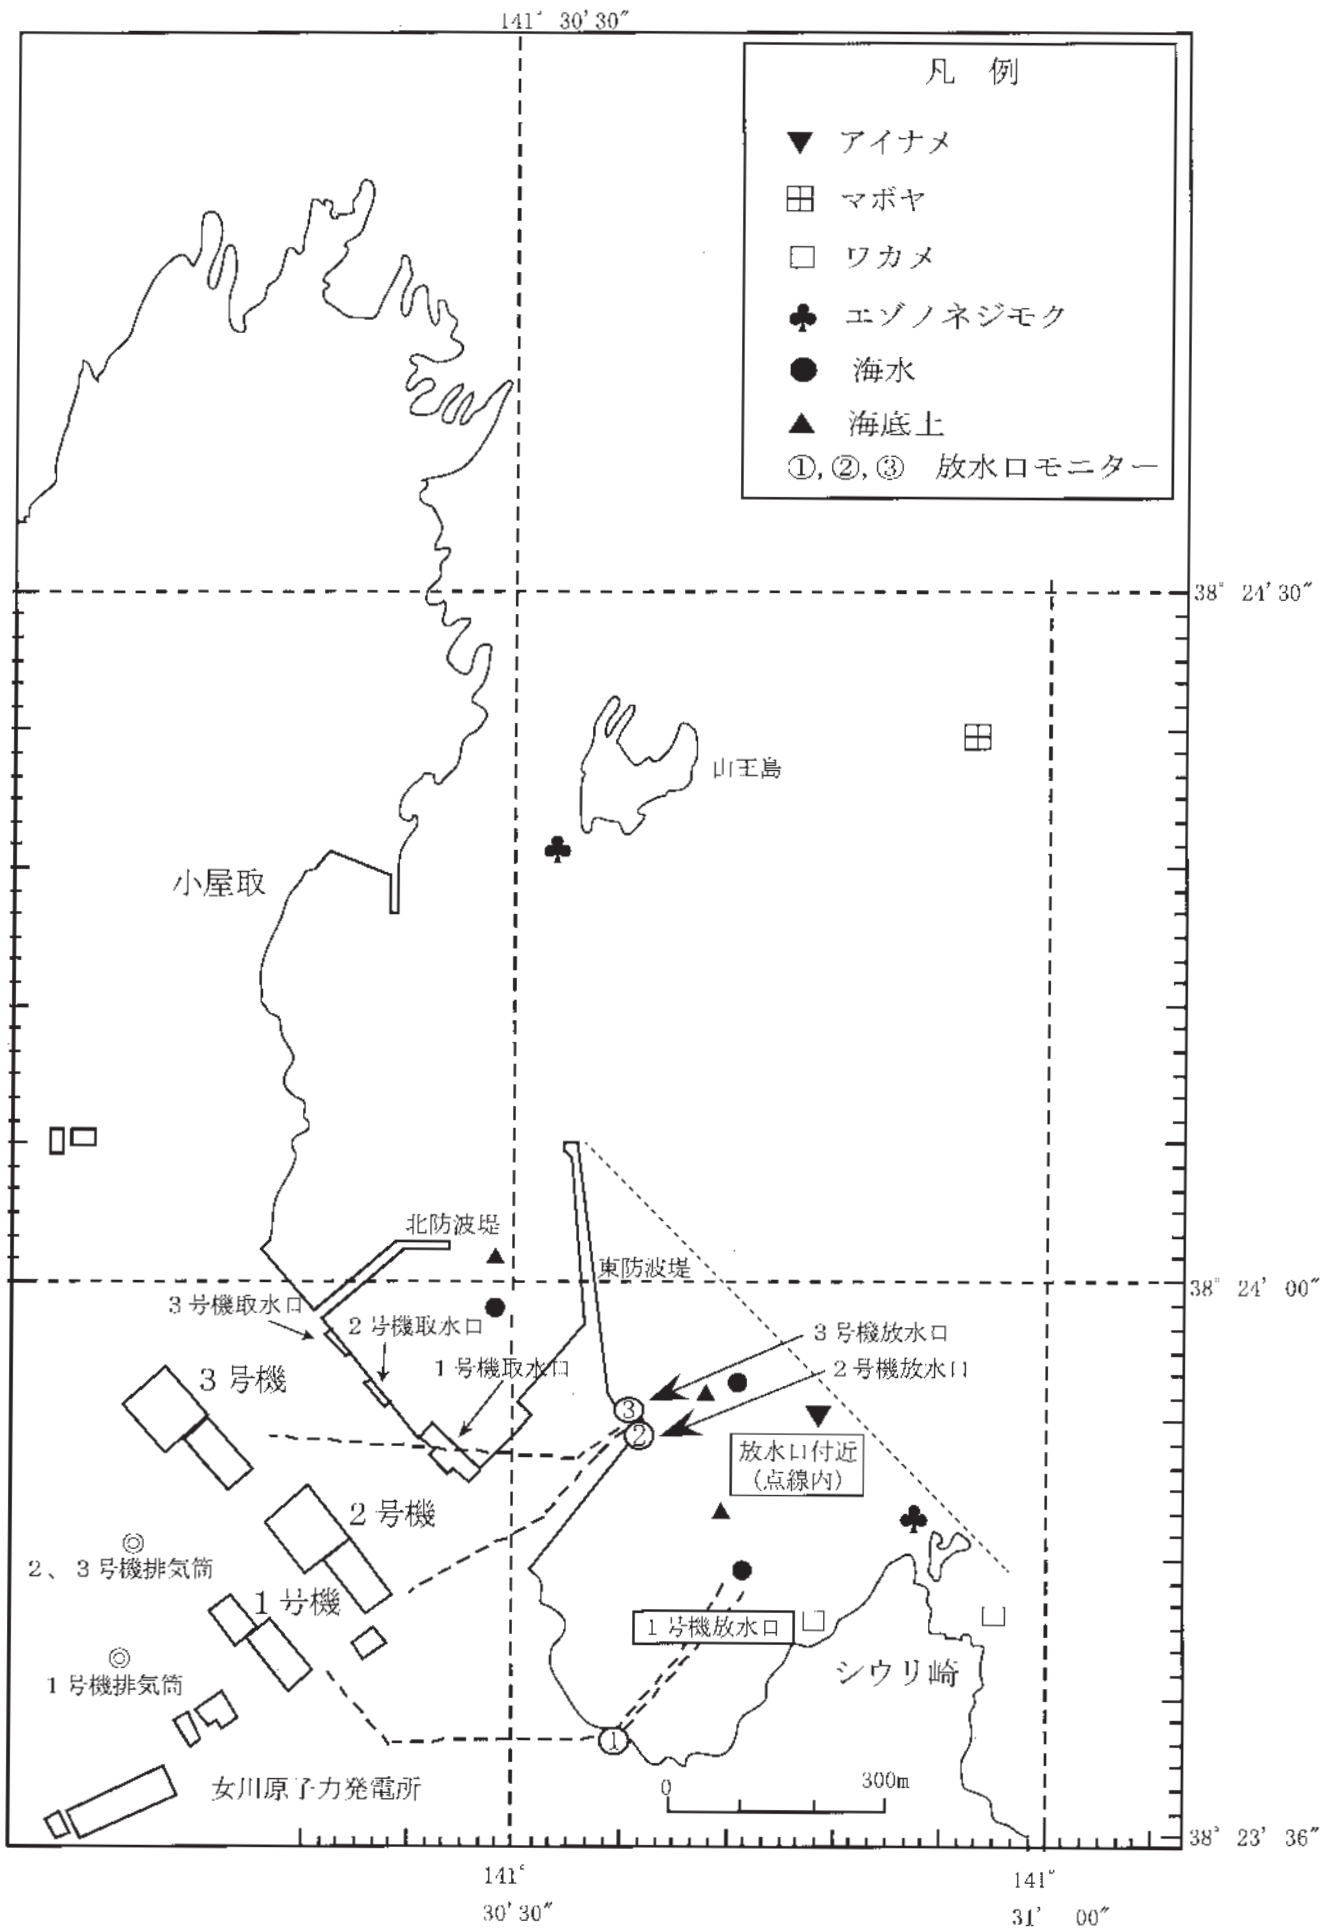 141° 30′30″
凡 例
アイナメ
マボヤ
ワカメ
エゾノネジモク
海水
海底土
①,②,③ 放水口モニター
38° 24′30″
山王島
小屋取
北防波堤
東防波堤
38° 24′00″
3号機取水口
2号機取水口
1号機取水口
3号機放水口
2号機放水口
3号機
③
②
放水口付近
(点線内)
2号機
2、3号機排気筒
1号機
1号機放水口
シウリ崎
1号機排気筒
①
女川原子力発電所
0 300m
38° 23′36″
141°
30′30″
141°
31′ 00″